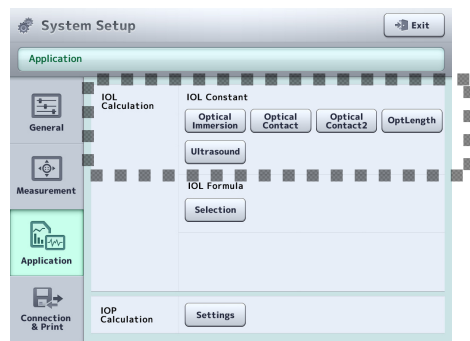 System Setup
Exit
Application
General
Measurement
Application
Connection
& Print
IOL
Calculation
IOL Constant
Optical
Immersion
Optical
Contact
Optical
Contact2
OptLength
Ultrasound
IOL Formula
Selection
IOP
Calculation
Settings